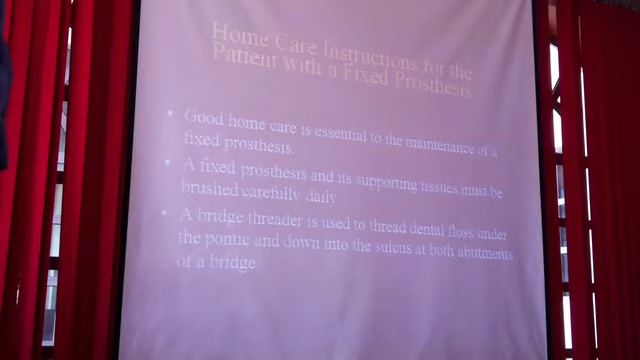 Home Care Instructions for the
Patient with a Fixed Prosthesis
• Good home care is essential to the maintenance of a
fixed prosthesis.
• A fixed prosthesis and its supporting tissues must be
brushed carefully daily
• A bridge threader is used to thread dental floss under
the pontic and down into the sulcus at both abutments
of a bridge